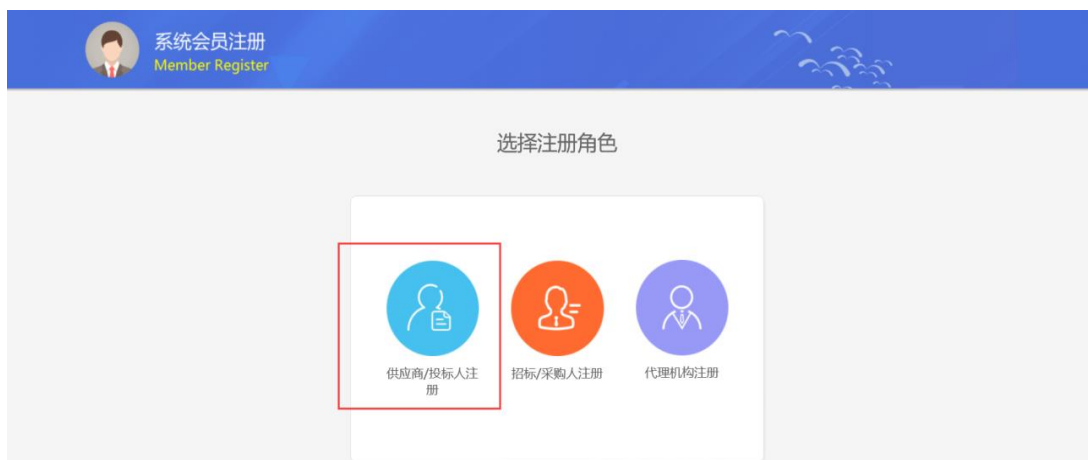 系统会员注册
Member Register
选择注册角色
供应商/投标人注
册
招标/采购人注册
代理机构注册